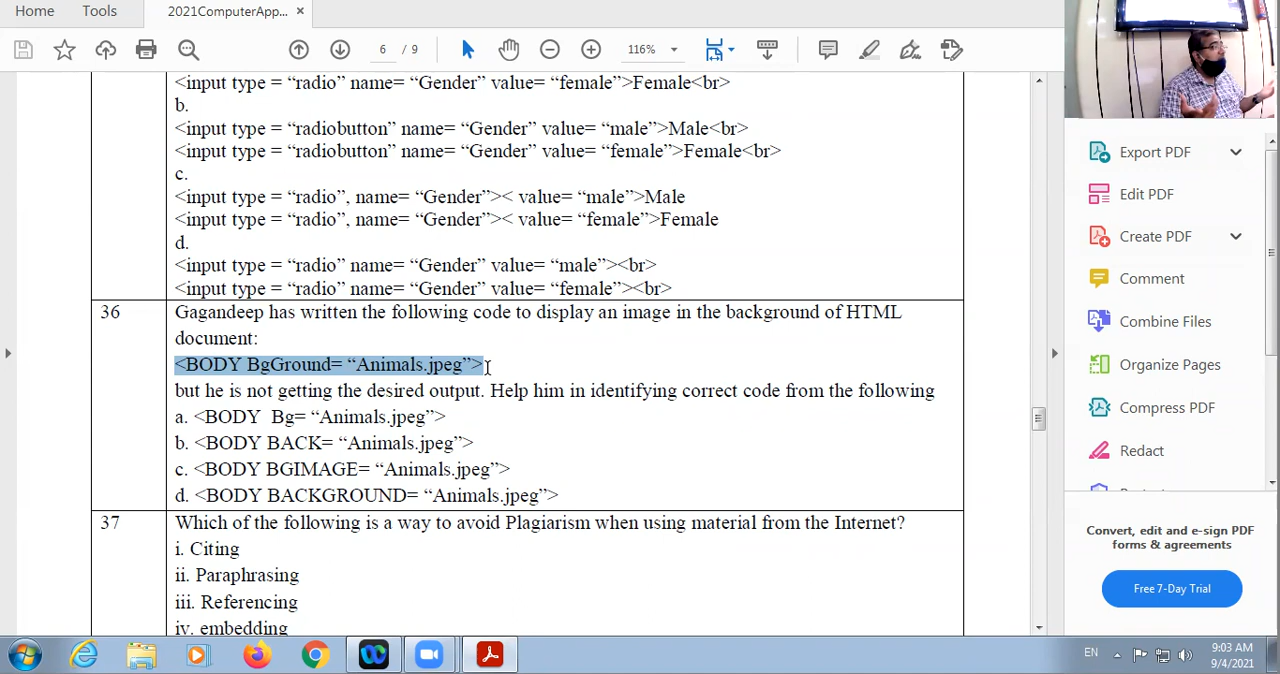 Home
Tools
2021ComputerApp... ×
6 / 9
116%
<input type = “radio” name= “Gender” value= “female”>Female<br>
b.
<input type = “radiobutton” name= “Gender” value= “male”>Male<br>
<input type = “radiobutton” name= “Gender” value= “female”>Female<br>
c.
<input type = “radio”, name= “Gender”>< value= “male”>Male
<input type = “radio”, name= “Gender”>< value= “female”>Female
d.
<input type = “radio” name= “Gender” value= “male”><br>
<input type = “radio” name= “Gender” value= “female”><br>
36
Gagandeep has written the following code to display an image in the background of HTML
document:
<BODY BgGround= “Animals.jpeg”>
but he is not getting the desired output. Help him in identifying correct code from the following
a. <BODY Bg= “Animals.jpeg”>
b. <BODY BACK= “Animals.jpeg”>
c. <BODY BGIMAGE= “Animals.jpeg”>
d. <BODY BACKGROUND= “Animals.jpeg”>
37
Which of the following is a way to avoid Plagiarism when using material from the Internet?
i. Citing
ii. Paraphrasing
iii. Referencing
iv. embedding
Export PDF
Edit PDF
Create PDF
Comment
Combine Files
Organize Pages
Compress PDF
Redact
Convert, edit and e-sign PDF
forms & agreements
Free 7-Day Trial
EN
9:03 AM
9/4/2021